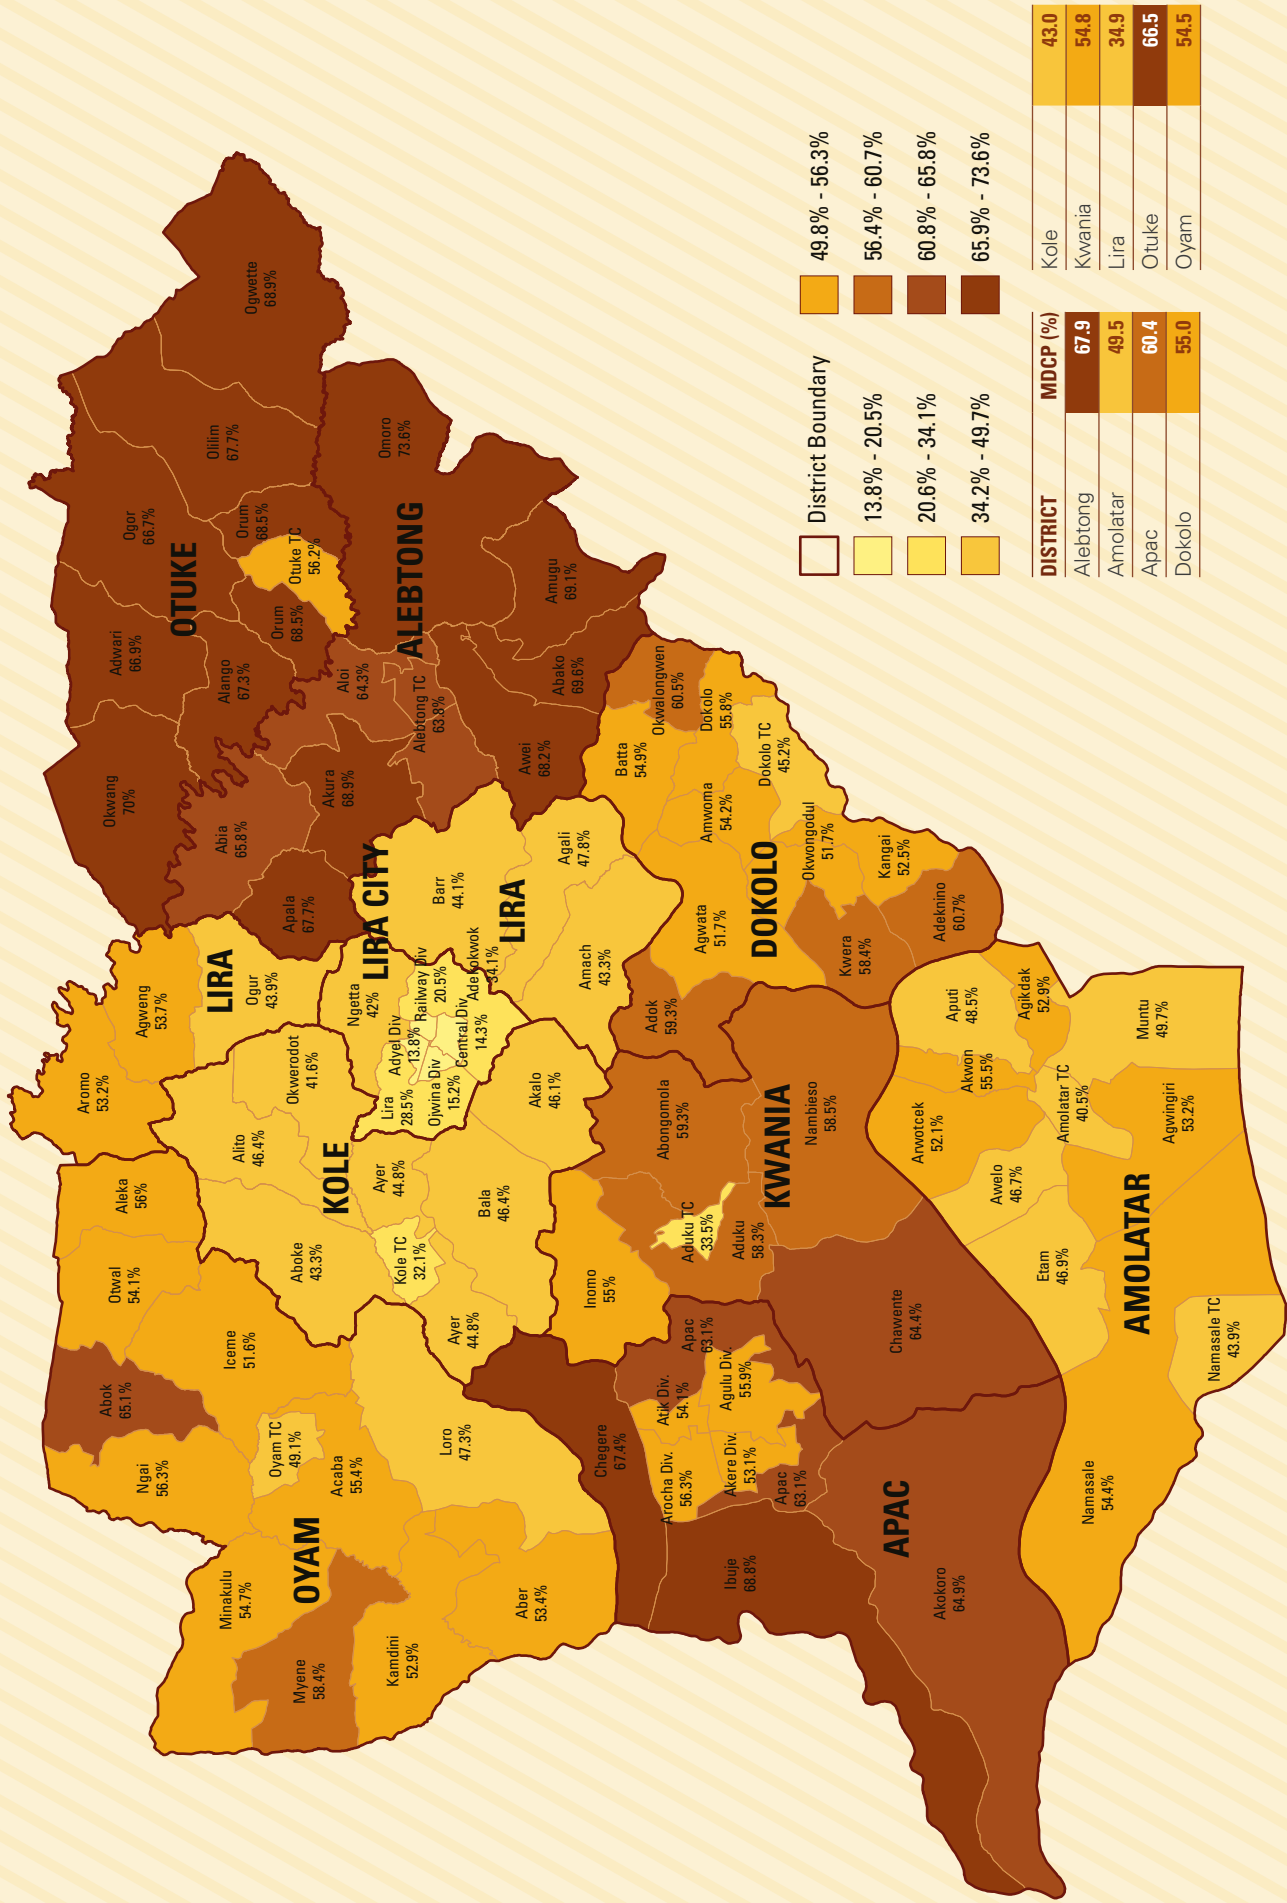 OTUKE
Okwang
70%
Adwari
66.9%
Ogor
66.7%
Olilim
67.7%
Ogwette
68.9%
Orum
68.5%
Otuke TC
56.2%
Orum
68.5%
Alango
67.3%
ALEBTONG
Omoro
73.6%
Amugu
69.1%
Abako
69.6%
Aloi
64.3%
Alebtong TC
63.8%
Awei
68.2%
Akura
68.9%
Abia
65.8%
Apala
67.7%
LIRA
Aromo
53.2%
Agweng
53.7%
Ogur
43.9%
LIRA CITY
Ngetta
42%
Railway Div
20.5%
Adekokwok
34.1%
Adyel Div
13.8%
Central Div
14.3%
Lira
28.5%
Ojwina Div
15.2%
LIRA
Barr
44.1%
Agali
47.8%
Amach
43.3%
KOLE
Okwerodot
41.6%
Alito
46.4%
Aboke
43.3%
Ayer
44.8%
Kole TC
32.1%
Ayer
44.8%
Bala
46.4%
Akalo
46.1%
OYAM
Aleka
56%
Otwal
54.1%
Abok
65.1%
Ngai
56.3%
Iceme
51.6%
Oyam TC
49.1%
Acaba
55.4%
Loro
47.3%
Minakulu
54.7%
Myene
58.4%
Kamdini
52.9%
Aber
53.4%
DOKOLO
Batta
54.9%
Okwalongwen
60.5%
Dokolo
55.8%
Dokolo TC
45.2%
Amwoma
54.2%
Okwongodul
51.7%
Kangai
52.5%
Adeknino
60.7%
Kwera
58.4%
Agwata
51.7%
Adok
59.3%
KWANIA
Abongomola
59.3%
Nambieso
58.5%
Aduku TC
33.5%
Aduku
58.3%
Inomo
55%
Chawente
64.4%
APAC
Chegere
67.4%
Apac
63.1%
Atik Div.
54.1%
Agulu Div.
55.9%
Arocha Div.
56.3%
Akere Div.
53.1%
Apac
63.1%
Ibuje
68.8%
Akokoro
64.9%
AMOLATAR
Aputi
48.5%
Agikdak
52.9%
Akwon
55.5%
Muntu
49.7%
Arwotcek
52.1%
Amolatar TC
40.5%
Agwingiri
53.2%
Awelo
46.7%
Etam
46.9%
Namasale TC
43.9%
Namasale
54.4%
District Boundary
13.8% - 20.5%
20.6% - 34.1%
34.2% - 49.7%
49.8% - 56.3%
56.4% - 60.7%
60.8% - 65.8%
65.9% - 73.6%
DISTRICT MDCP (%)
Alebtong 67.9
Amolatar 49.5
Apac 60.4
Dokolo 55.0
Kole 43.0
Kwania 54.8
Lira 34.9
Otuke 66.5
Oyam 54.5